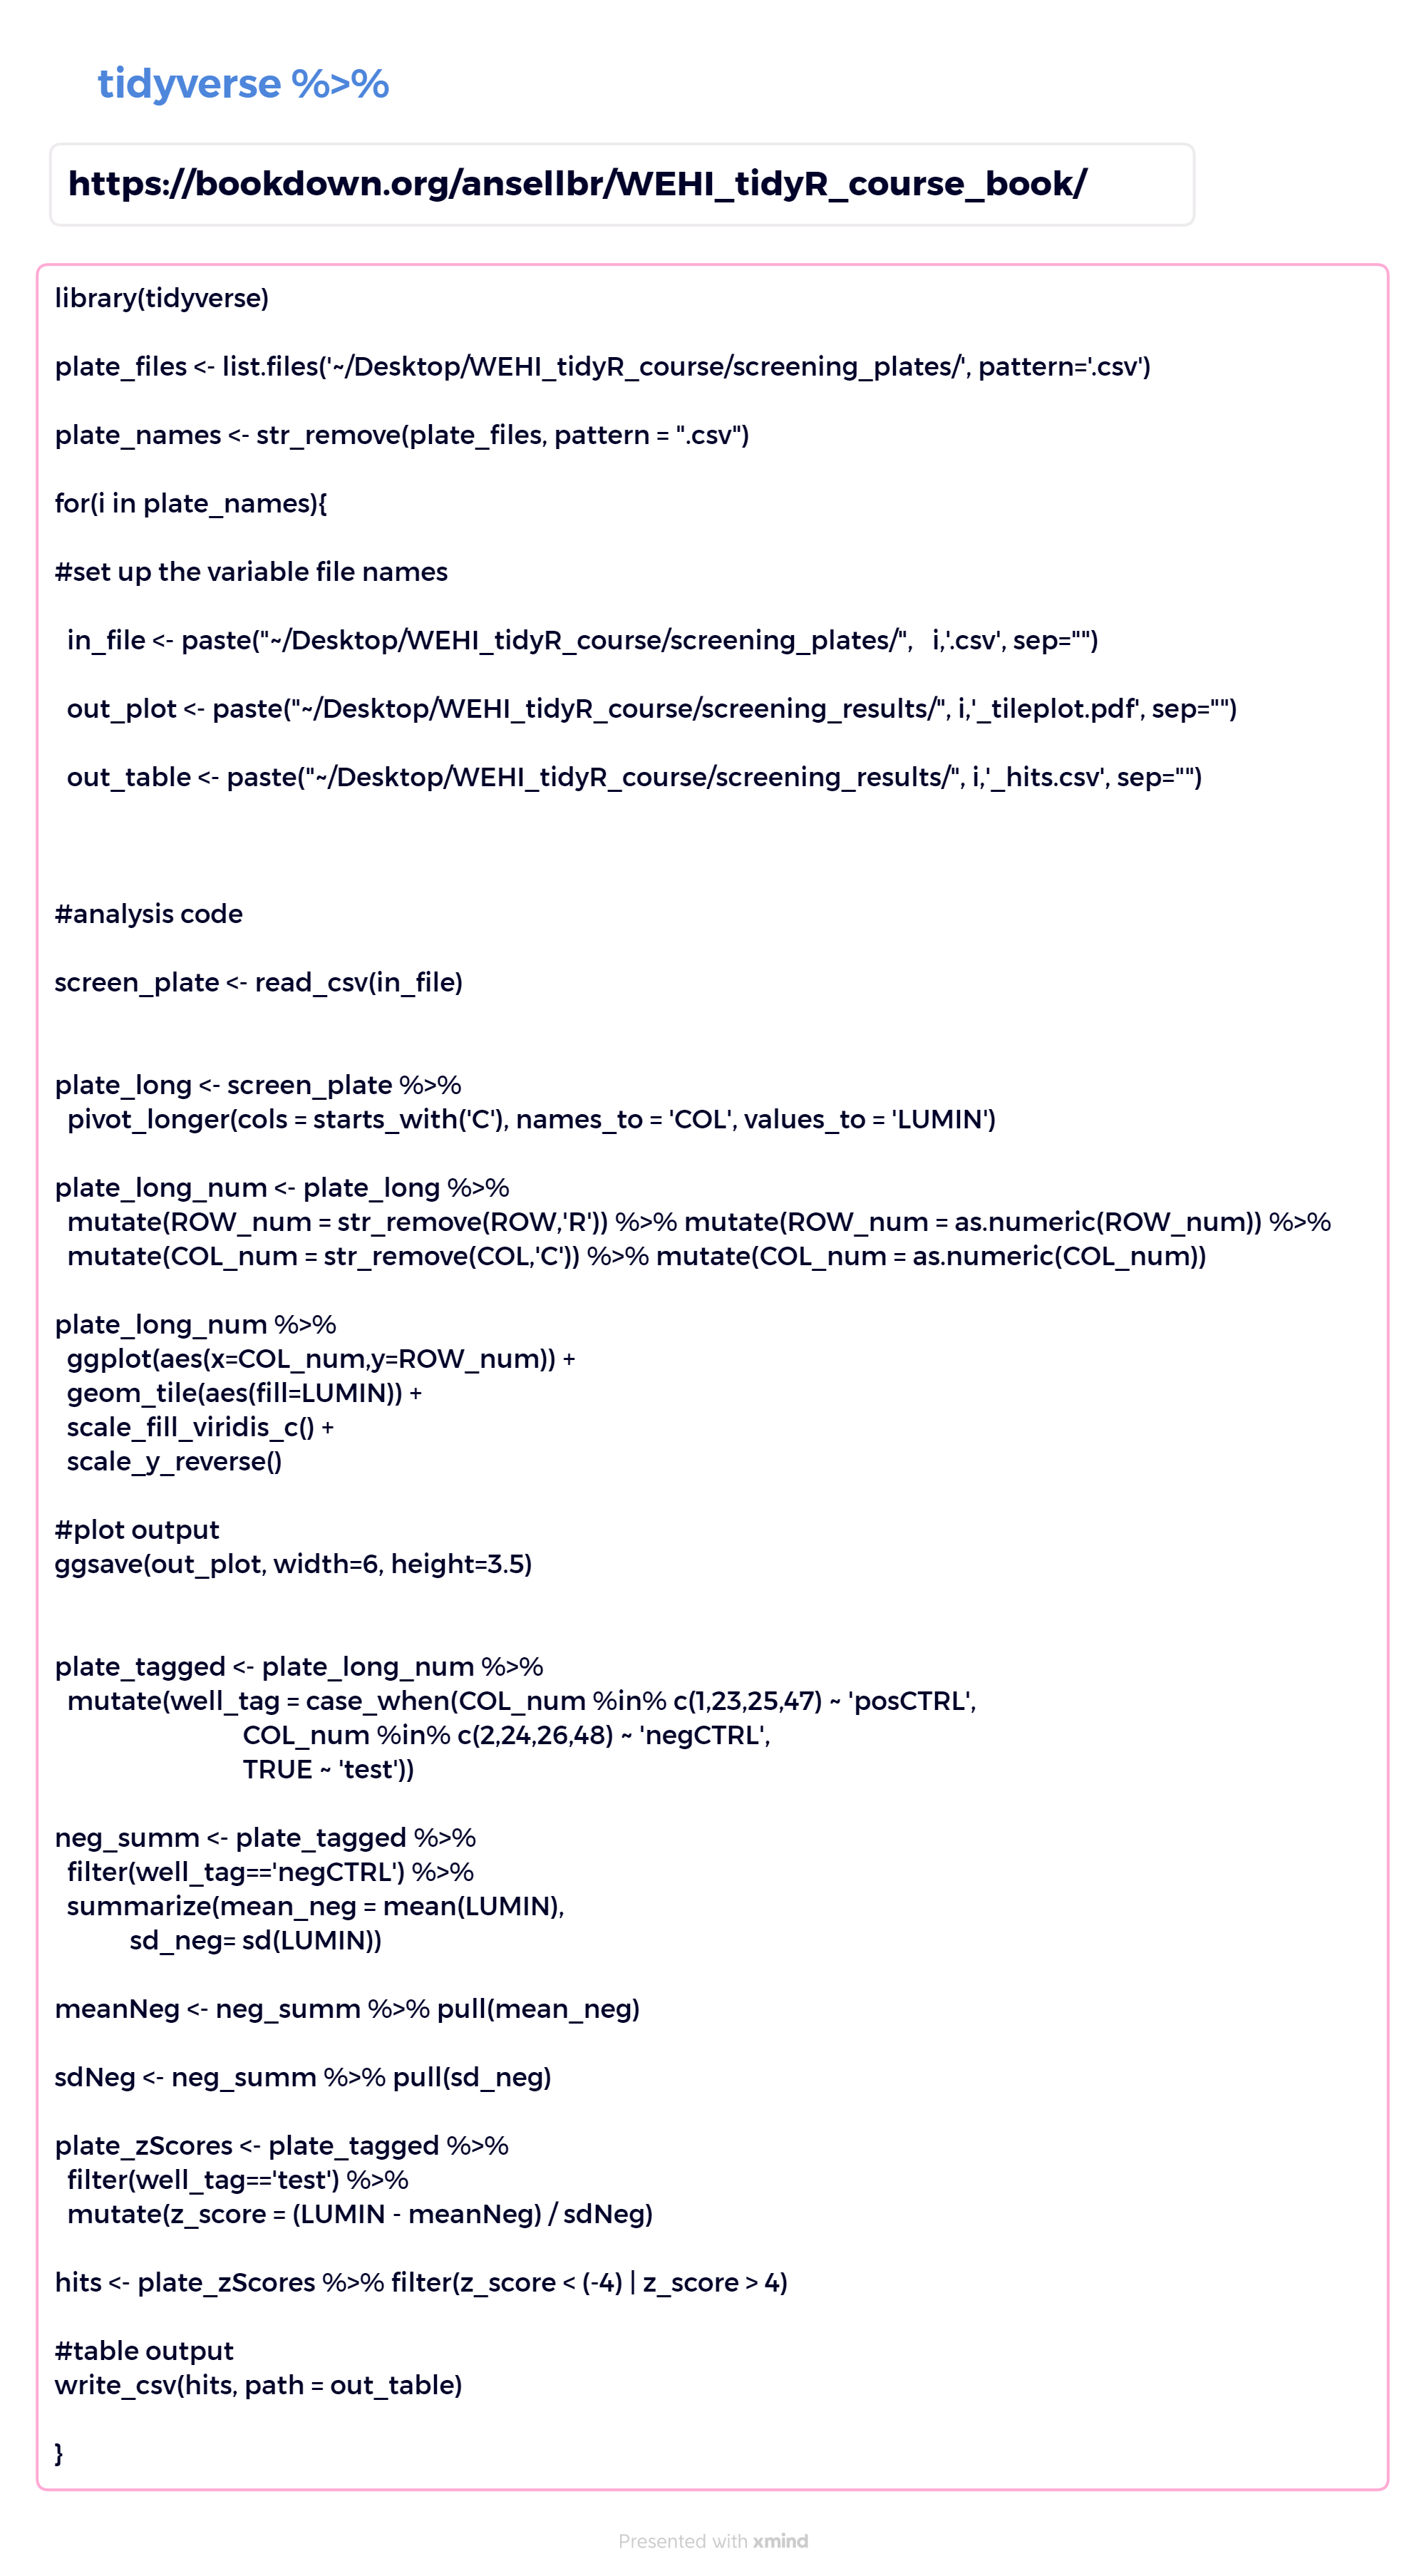 tidyverse %>%
https://bookdown.org/ansellbr/WEHI_tidyR_course_book/
library(tidyverse)
plate_files <- list.files('~/Desktop/WEHI_tidyR_course/screening_plates/', pattern='.csv')
plate_names <- str_remove(plate_files, pattern = ".csv")
for(i in plate_names){
#set up the variable file names
  in_file <- paste("~/Desktop/WEHI_tidyR_course/screening_plates/",   i,'.csv', sep="")
  out_plot <- paste("~/Desktop/WEHI_tidyR_course/screening_results/", i,'_tileplot.pdf', sep="")
  out_table <- paste("~/Desktop/WEHI_tidyR_course/screening_results/", i,'_hits.csv', sep="")
#analysis code
screen_plate <- read_csv(in_file)
plate_long <- screen_plate %>%
  pivot_longer(cols = starts_with('C'), names_to = 'COL', values_to = 'LUMIN')
plate_long_num <- plate_long %>%
  mutate(ROW_num = str_remove(ROW,'R')) %>% mutate(ROW_num = as.numeric(ROW_num)) %>%
  mutate(COL_num = str_remove(COL,'C')) %>% mutate(COL_num = as.numeric(COL_num))
plate_long_num %>%
  ggplot(aes(x=COL_num,y=ROW_num)) +
  geom_tile(aes(fill=LUMIN)) +
  scale_fill_viridis_c() +
  scale_y_reverse()
#plot output
ggsave(out_plot, width=6, height=3.5)
plate_tagged <- plate_long_num %>%
  mutate(well_tag = case_when(COL_num %in% c(1,23,25,47) ~ 'posCTRL',
                              COL_num %in% c(2,24,26,48) ~ 'negCTRL',
                              TRUE ~ 'test'))
neg_summ <- plate_tagged %>%
  filter(well_tag=='negCTRL') %>%
  summarize(mean_neg = mean(LUMIN),
            sd_neg= sd(LUMIN))
meanNeg <- neg_summ %>% pull(mean_neg)
sdNeg <- neg_summ %>% pull(sd_neg)
plate_zScores <- plate_tagged %>%
  filter(well_tag=='test') %>%
  mutate(z_score = (LUMIN - meanNeg) / sdNeg)
hits <- plate_zScores %>% filter(z_score < (-4) | z_score > 4)
#table output
write_csv(hits, path = out_table)
}
Presented with xmind